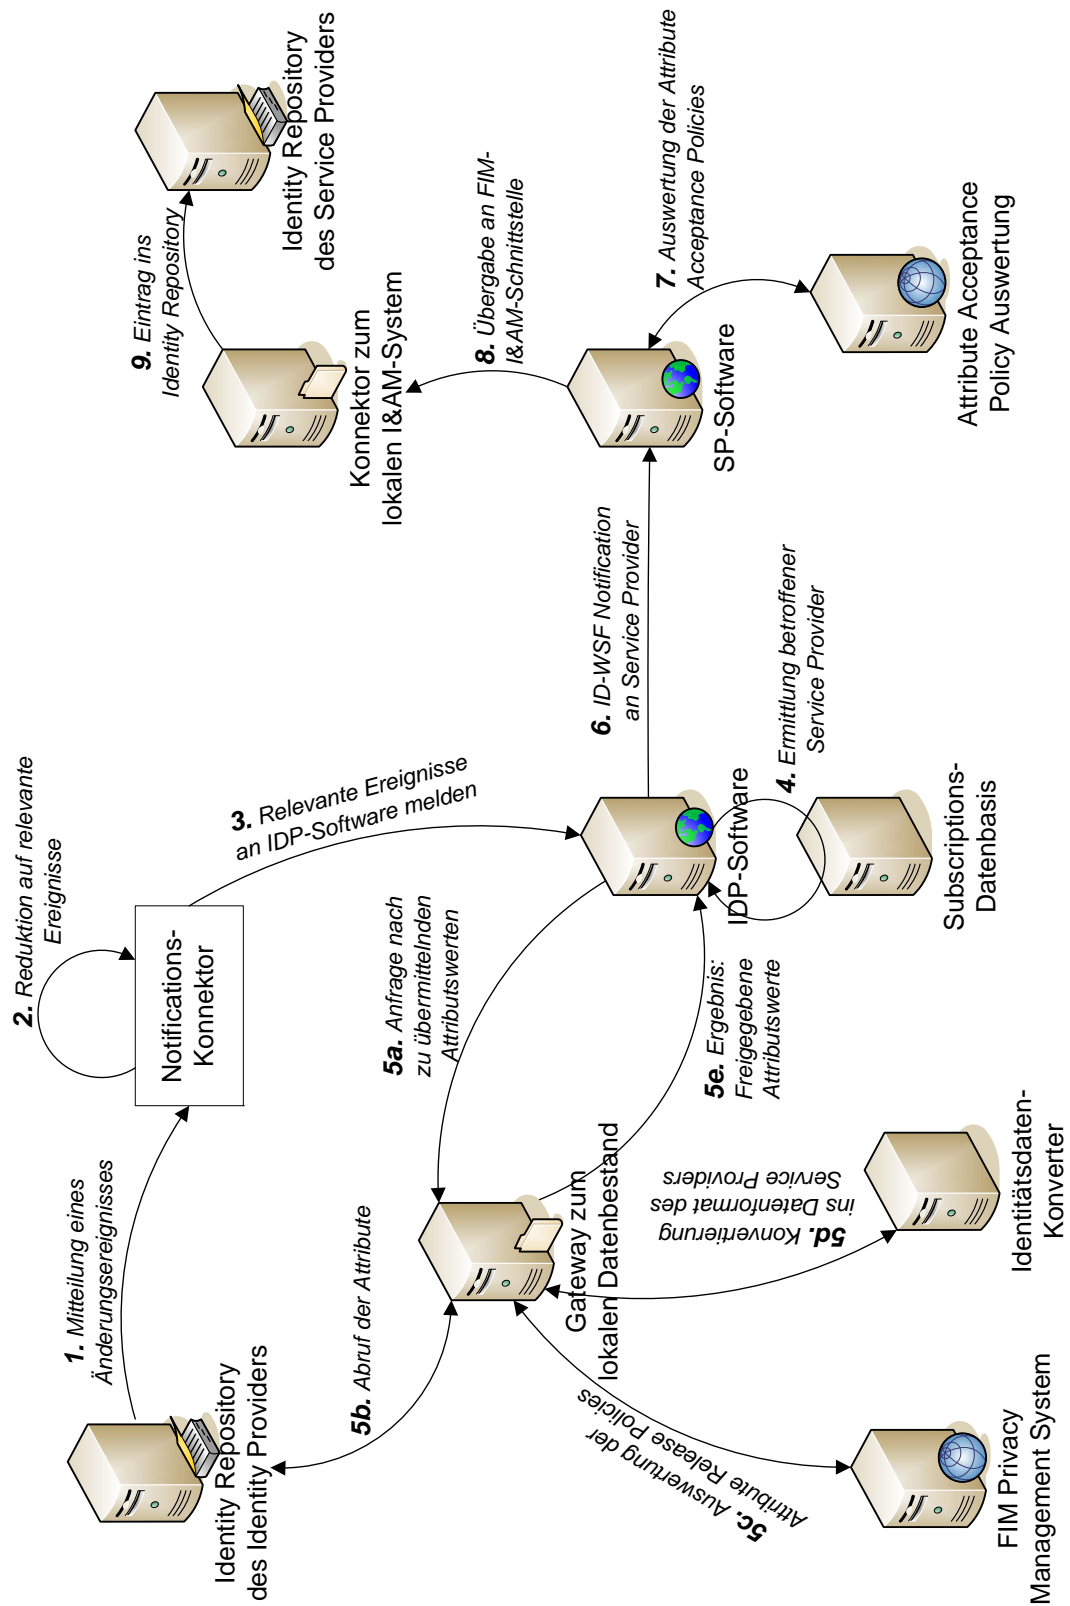 1. Mitteilung eines
Änderungsereignisses
2. Reduktion auf relevante
Ereignisse
Notifications-
Konnektor
3. Relevante Ereignisse
an IDP-Software melden
Identity Repository
des Identity Providers
5b. Abruf der Attribute
5a. Anfrage nach
zu übermittelnden
Attributswerten
Gateway zum
lokalen Datenbestand
5c. Auswertung der
Attribute Release Policies
FIM Privacy
Management System
5d. Konvertierung
ins Datenformat des
Service Providers
Identitätsdaten-
Konverter
5e. Ergebnis:
Freigegebene
Attributswerte
IDP-Software
4. Ermittlung betroffener
Service Provider
Subscriptions-
Datenbasis
6. ID-WSF Notification
an Service Provider
SP-Software
7. Auswertung der Attribute
Acceptance Policies
Attribute Acceptance
Policy Auswertung
8. Übergabe an FIM-
I&AM-Schnittstelle
Konnektor zum
lokalen I&AM-System
9. Eintrag ins
Identity Repository
Identity Repository
des Service Providers